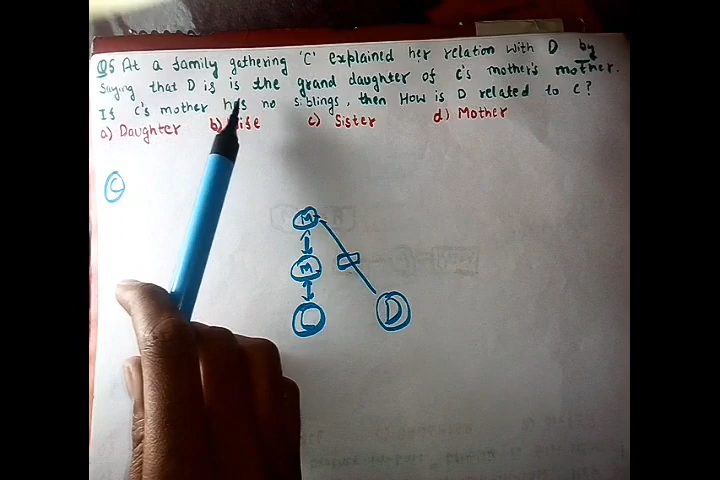 Q5 At a family gathering 'C' explained her relation with D by
saying that D is is the grand daughter of c's mother's mother.
If c's mother has no siblings, then How is D related to C?
a) Daughter b) Wife c) Sister d) Mother
C
M
M
C D